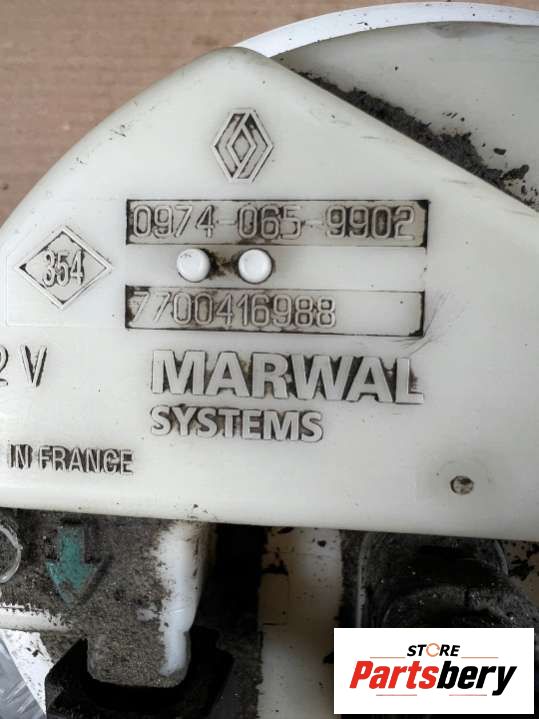 0974-065-9902
354
7700416988
2 V
MARWAL
SYSTEMS
IN FRANCE
STORE
Partsbery